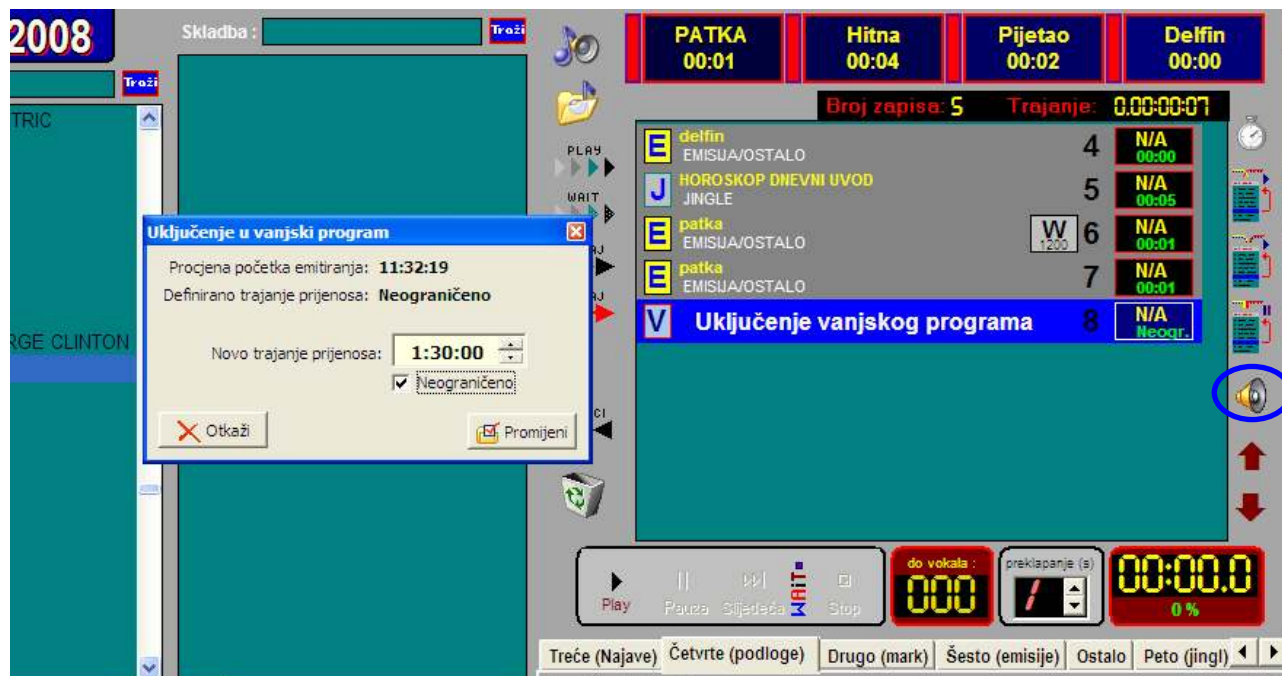 2008
Skladba :
Traži
Traži
TRIC
RGE CLINTON
PLAY
WAIT
AJ
AJ
CI
PATKA
00:01
Hitna
00:04
Pijetao
00:02
Delfin
00:00
Broj zapisa: 5 Trajanje: 0.00:00:07
E delfin 4 N/A
EMISIJA/OSTALO 00:00
J HOROSKOP DNEVNI UVOD 5 N/A
JINGLE 00:05
E patka W 6 N/A
EMISIJA/OSTALO 1200 00:01
E patka 7 N/A
EMISIJA/OSTALO 00:01
V Uključenje vanjskog programa 8 N/A
Neogr.
Uključenje u vanjski program
Procjena početka emitiranja: 11:32:19
Definirano trajanje prijenosa: Neograničeno
Novo trajanje prijenosa: 1:30:00
Neograničeno
Otkaži Promijeni
Play Pauza Slijedeća WAIT Stop
do vokala :
000
preklapanje (s)
1
00:00.0
0 %
Treće (Najave) Četvrte (podloge) Drugo (mark) Šesto (emisije) Ostalo Peto (jingl)